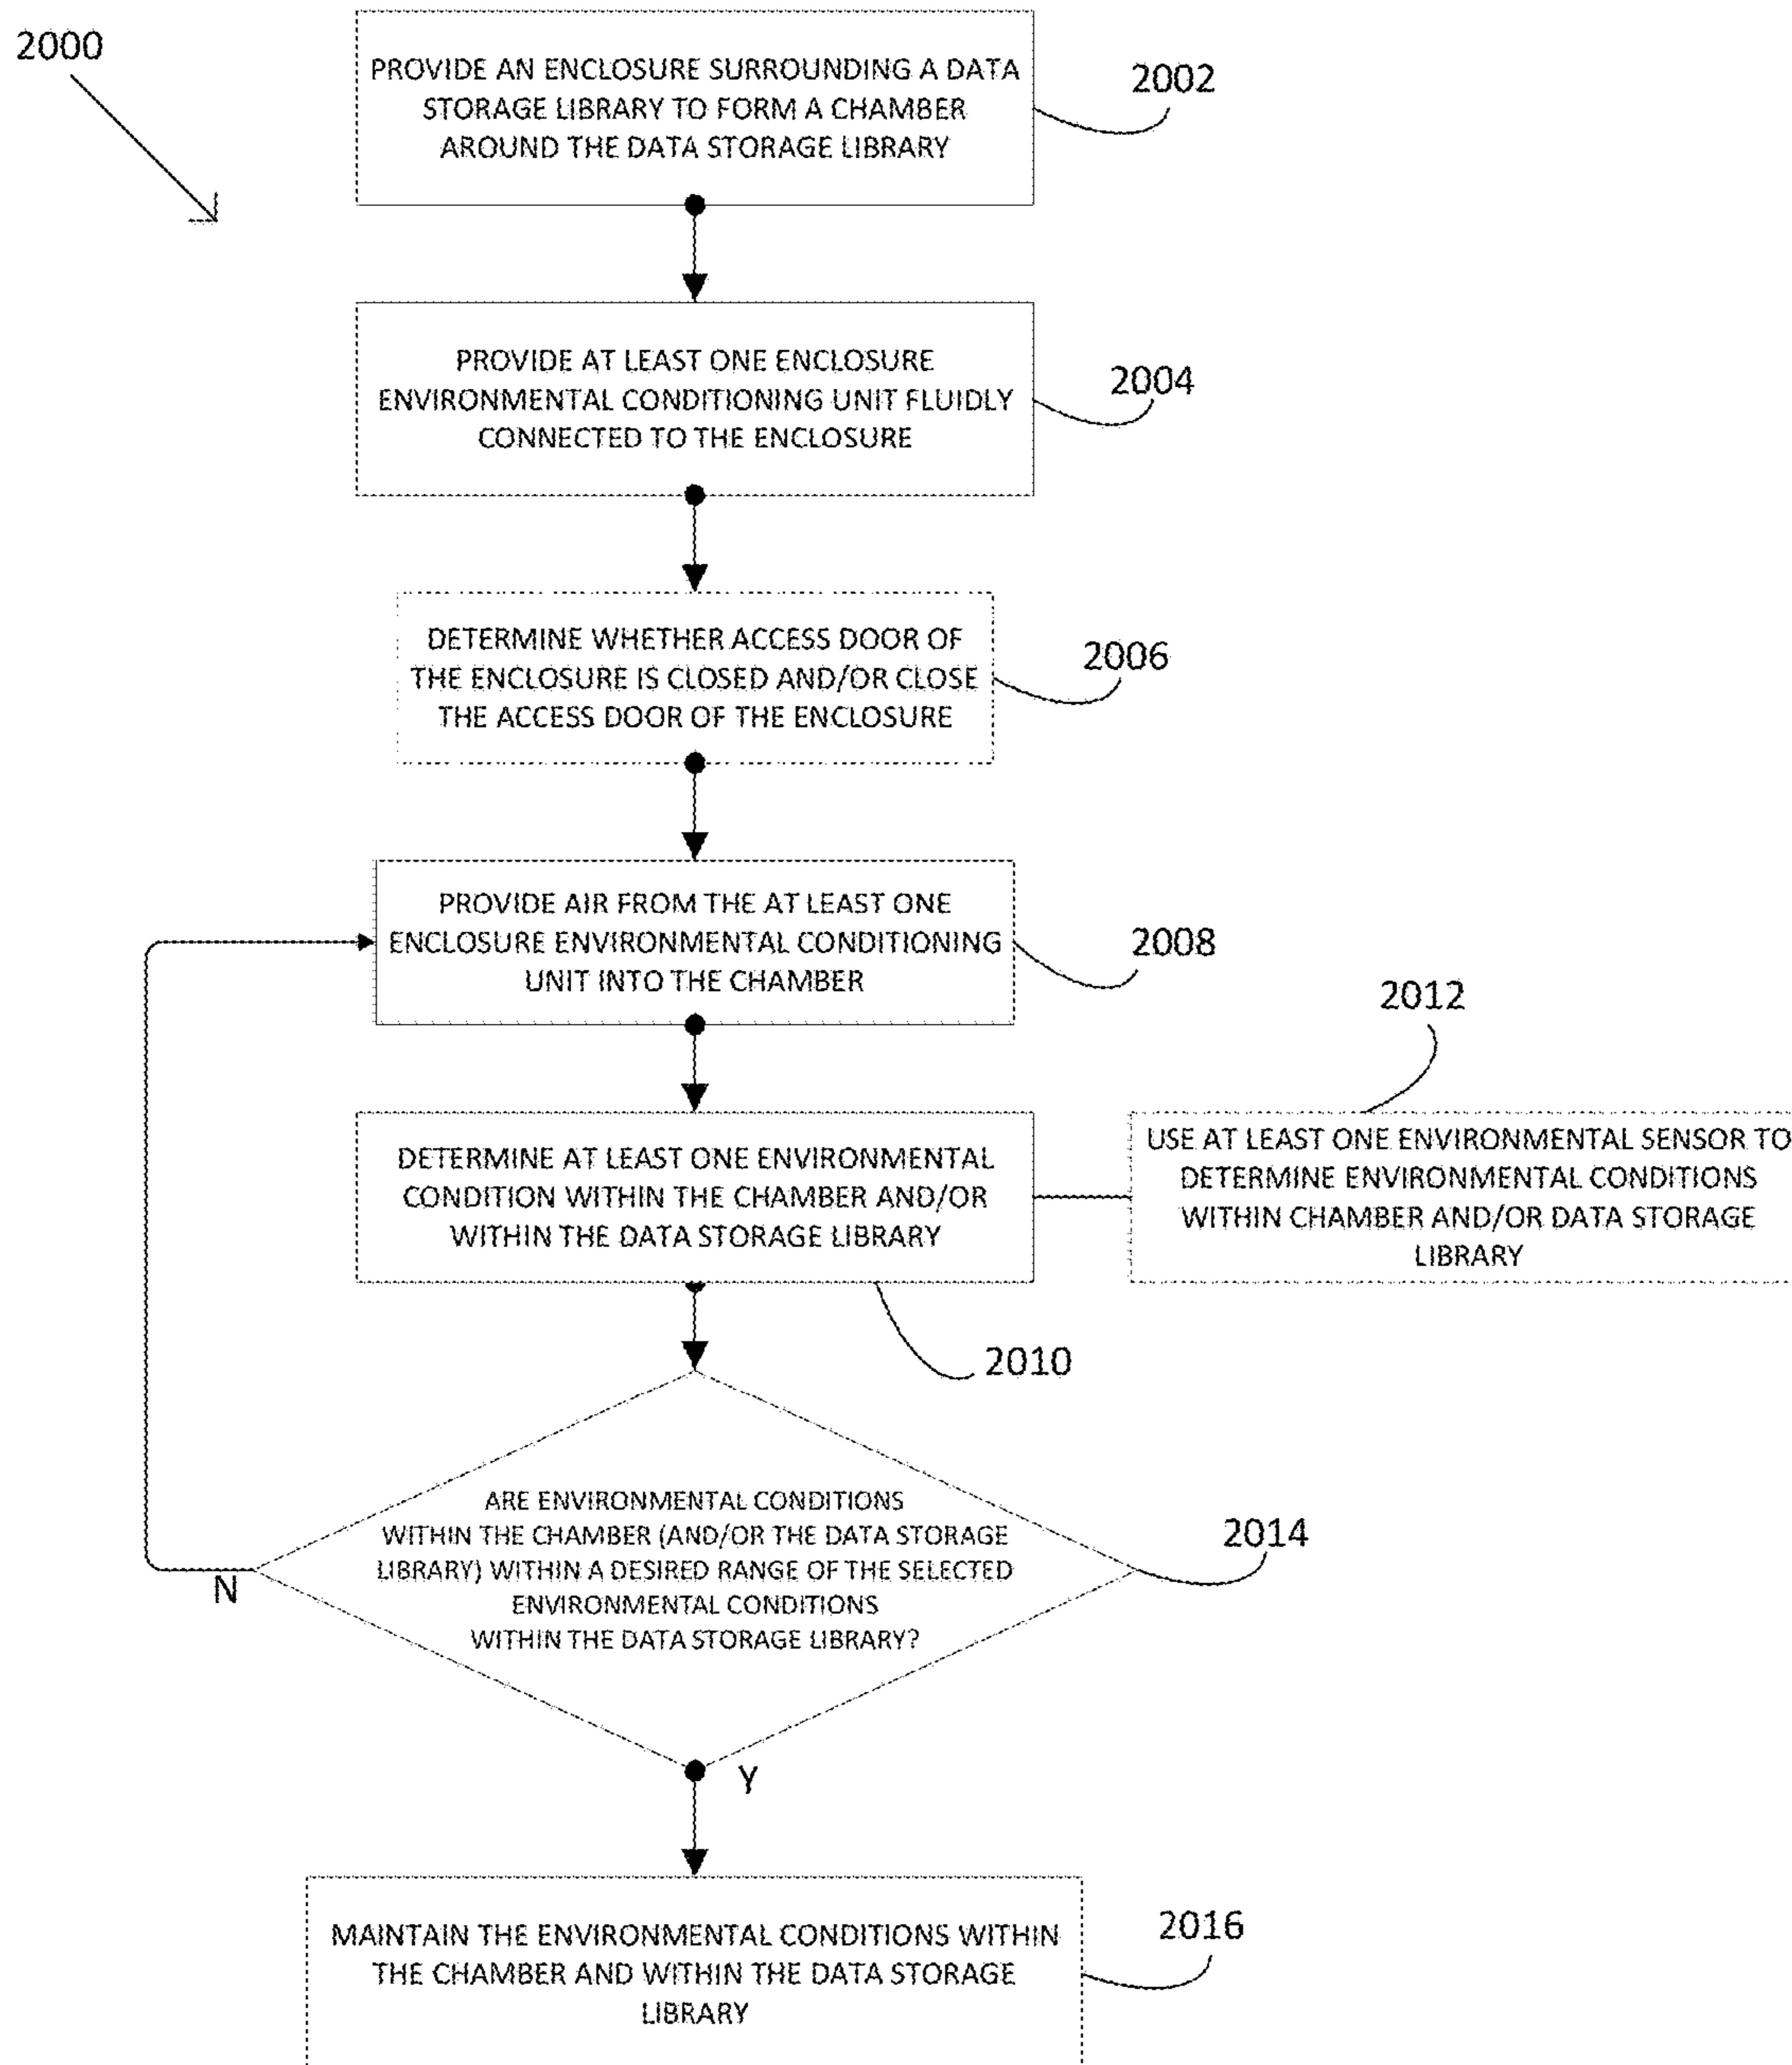 2000
PROVIDE AN ENCLOSURE SURROUNDING A DATA
STORAGE LIBRARY TO FORM A CHAMBER
AROUND THE DATA STORAGE LIBRARY
2002
PROVIDE AT LEAST ONE ENCLOSURE
ENVIRONMENTAL CONDITIONING UNIT FLUIDLY
CONNECTED TO THE ENCLOSURE
2004
DETERMINE WHETHER ACCESS DOOR OF
THE ENCLOSURE IS CLOSED AND/OR CLOSE
THE ACCESS DOOR OF THE ENCLOSURE
2006
PROVIDE AIR FROM THE AT LEAST ONE
ENCLOSURE ENVIRONMENTAL CONDITIONING
UNIT INTO THE CHAMBER
2008
2012
DETERMINE AT LEAST ONE ENVIRONMENTAL
CONDITION WITHIN THE CHAMBER AND/OR
WITHIN THE DATA STORAGE LIBRARY
USE AT LEAST ONE ENVIRONMENTAL SENSOR TO
DETERMINE ENVIRONMENTAL CONDITIONS
WITHIN CHAMBER AND/OR DATA STORAGE
LIBRARY
2010
ARE ENVIRONMENTAL CONDITIONS
WITHIN THE CHAMBER (AND/OR THE DATA STORAGE
LIBRARY) WITHIN A DESIRED RANGE OF THE SELECTED
ENVIRONMENTAL CONDITIONS
WITHIN THE DATA STORAGE LIBRARY?
2014
N
Y
MAINTAIN THE ENVIRONMENTAL CONDITIONS WITHIN
THE CHAMBER AND WITHIN THE DATA STORAGE
LIBRARY
2016